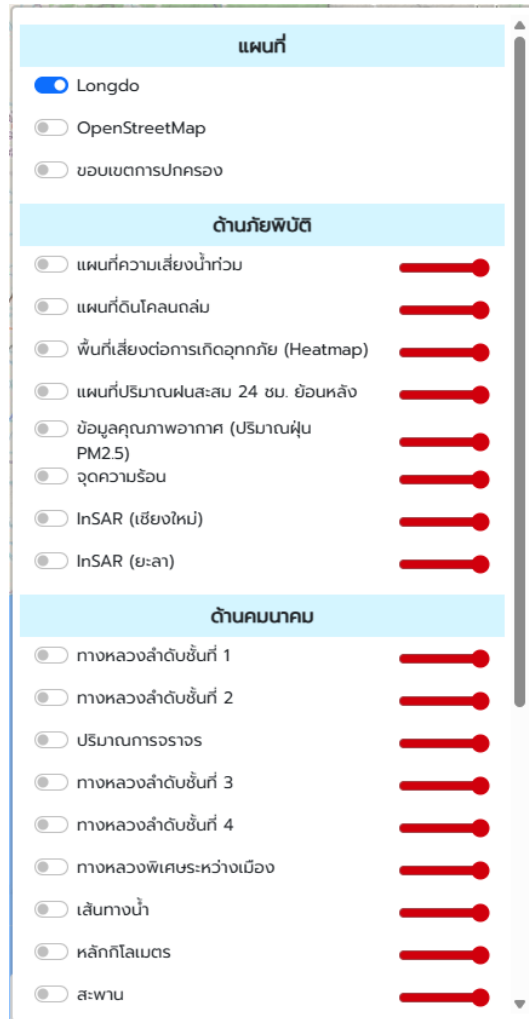 แผนที่
Longdo
OpenStreetMap
ขอบเขตการปกครอง
ด้านภัยพิบัติ
แผนที่ความเสี่ยงน้ำท่วม
แผนที่ดินโคลนถล่ม
พื้นที่เสี่ยงต่อการเกิดอุทกภัย (Heatmap)
แผนที่ปริมาณฝนสะสม 24 ชม. ย้อนหลัง
ข้อมูลคุณภาพอากาศ (ปริมาณฝุ่น
PM2.5)
จุดความร้อน
InSAR (เชียงใหม่)
InSAR (ยะลา)
ด้านคมนาคม
ทางหลวงลำดับชั้นที่ 1
ทางหลวงลำดับชั้นที่ 2
ปริมาณการจราจร
ทางหลวงลำดับชั้นที่ 3
ทางหลวงลำดับชั้นที่ 4
ทางหลวงพิเศษระหว่างเมือง
เส้นทางน้ำ
หลักกิโลเมตร
สะพาน